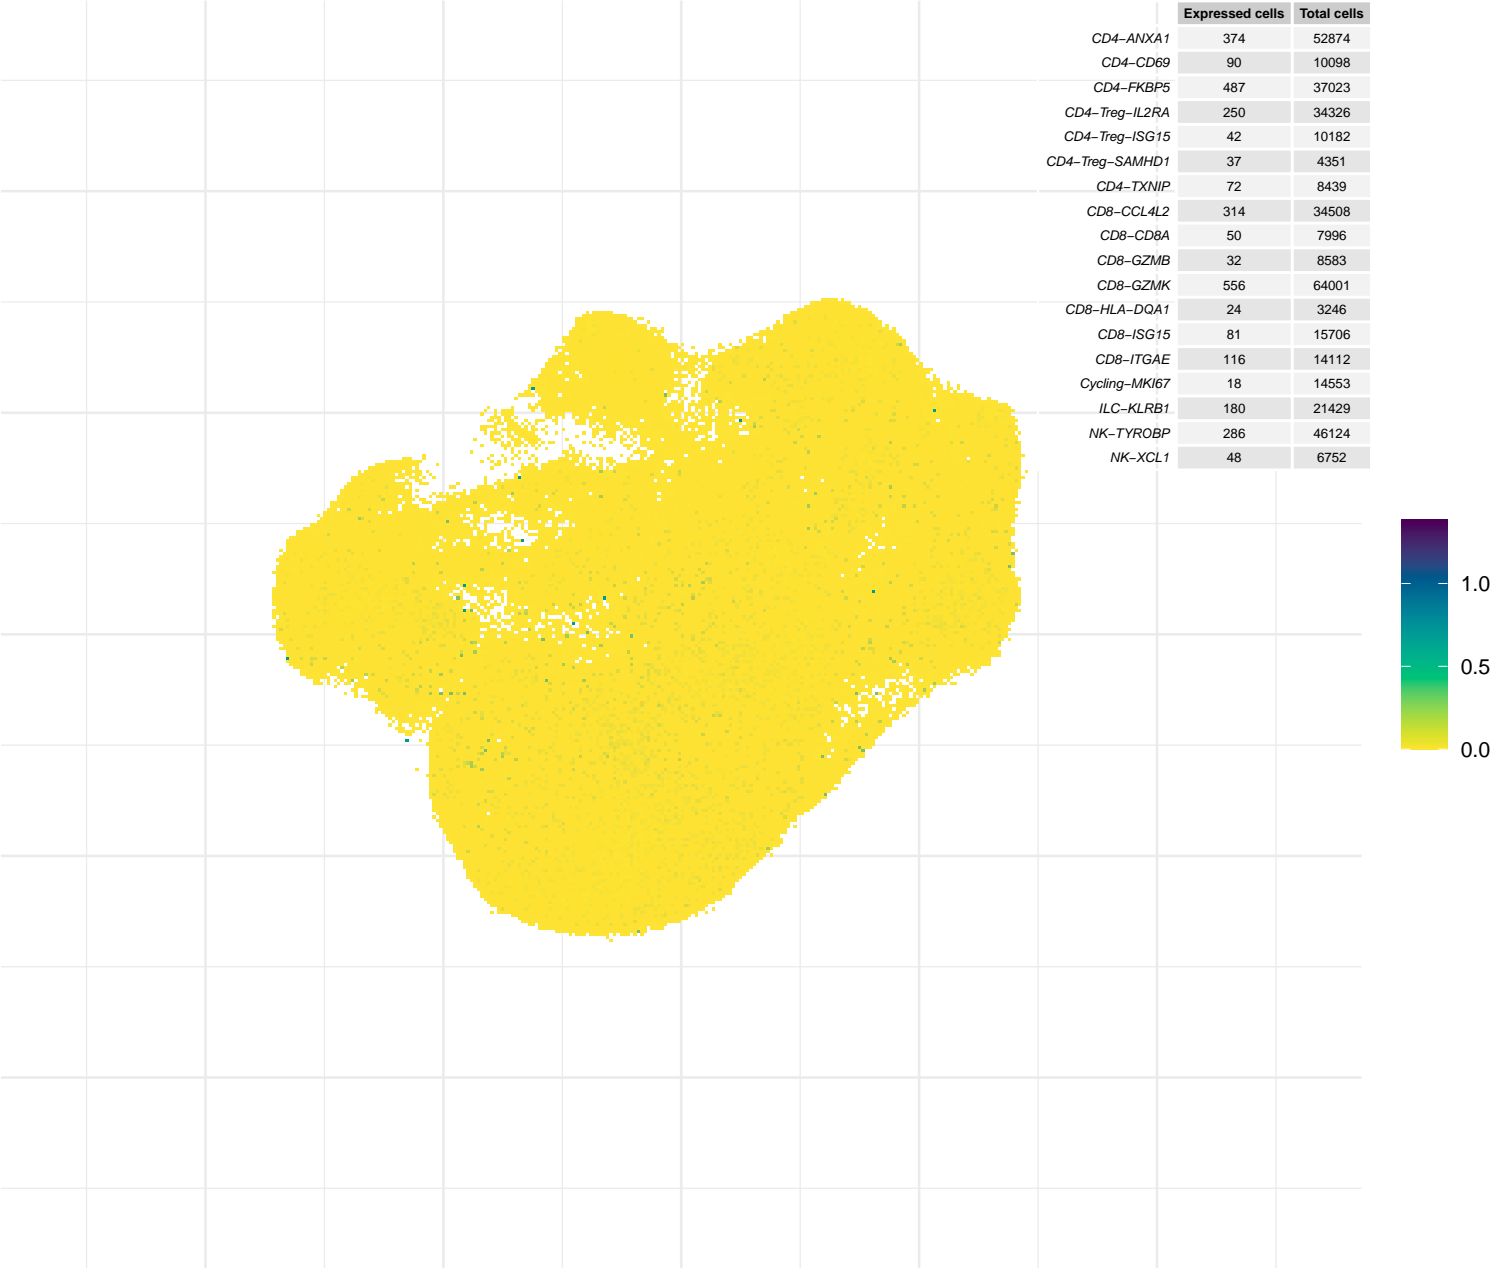 Expressed cells Total cells
CD4−ANXA1 374 52874
CD4−CD69 90 10098
CD4−FKBP5 487 37023
CD4−Treg−IL2RA 250 34326
CD4−Treg−ISG15 42 10182
CD4−Treg−SAMHD1 37 4351
CD4−TXNIP 72 8439
CD8−CCL4L2 314 34508
CD8−CD8A 50 7996
CD8−GZMB 32 8583
CD8−GZMK 556 64001
CD8−HLA−DQA1 24 3246
CD8−ISG15 81 15706
CD8−ITGAE 116 14112
Cycling−MKI67 18 14553
ILC−KLRB1 180 21429
NK−TYROBP 286 46124
NK−XCL1 48 6752
1.0
0.5
0.0